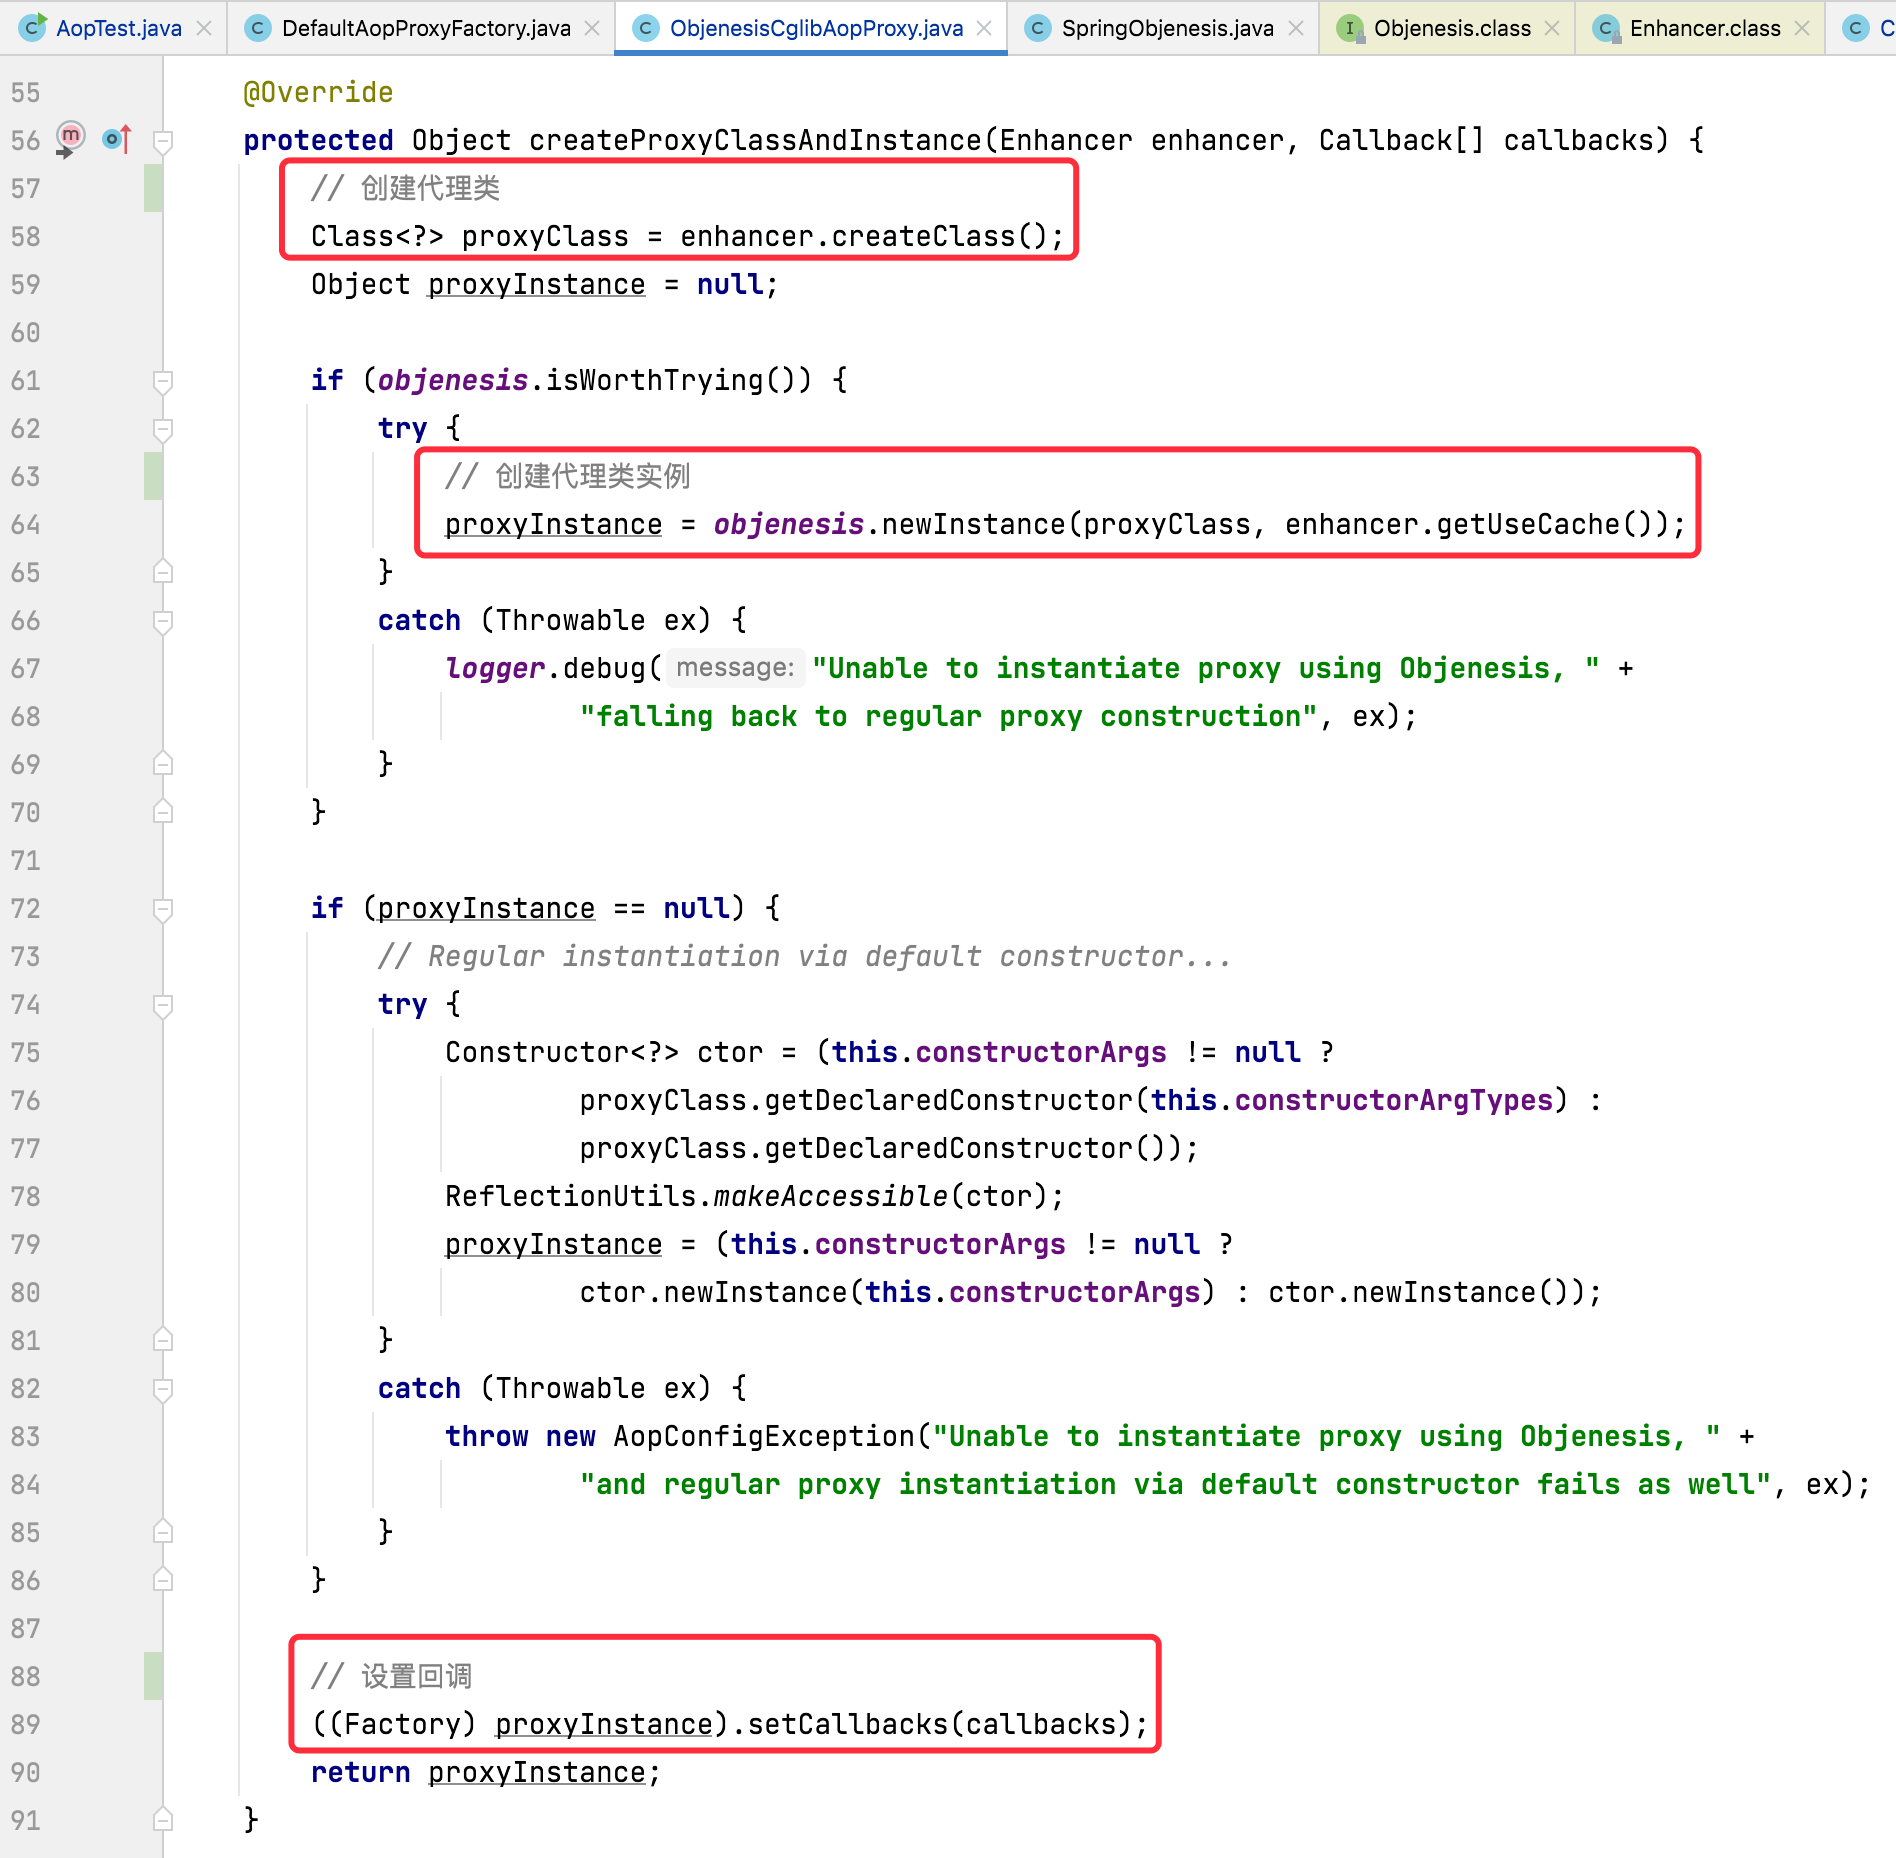 AopTest.java DefaultAopProxyFactory.java ObjenesisCglibAopProxy.java SpringObjenesis.java Objenesis.class Enhancer.class C
55 @Override
56 protected Object createProxyClassAndInstance(Enhancer enhancer, Callback[] callbacks) {
57 // 创建代理类
58 Class<?> proxyClass = enhancer.createClass();
59 Object proxyInstance = null;
60
61 if (objenesis.isWorthTrying()) {
62 try {
63 // 创建代理类实例
64 proxyInstance = objenesis.newInstance(proxyClass, enhancer.getUseCache());
65 }
66 catch (Throwable ex) {
67 logger.debug( message: "Unable to instantiate proxy using Objenesis, " +
68 "falling back to regular proxy construction", ex);
69 }
70 }
71
72 if (proxyInstance == null) {
73 // Regular instantiation via default constructor...
74 try {
75 Constructor<?> ctor = (this.constructorArgs != null ?
76 proxyClass.getDeclaredConstructor(this.constructorArgTypes) :
77 proxyClass.getDeclaredConstructor());
78 ReflectionUtils.makeAccessible(ctor);
79 proxyInstance = (this.constructorArgs != null ?
80 ctor.newInstance(this.constructorArgs) : ctor.newInstance());
81 }
82 catch (Throwable ex) {
83 throw new AopConfigException("Unable to instantiate proxy using Objenesis, " +
84 "and regular proxy instantiation via default constructor fails as well", ex);
85 }
86 }
87
88 // 设置回调
89 ((Factory) proxyInstance).setCallbacks(callbacks);
90 return proxyInstance;
91 }